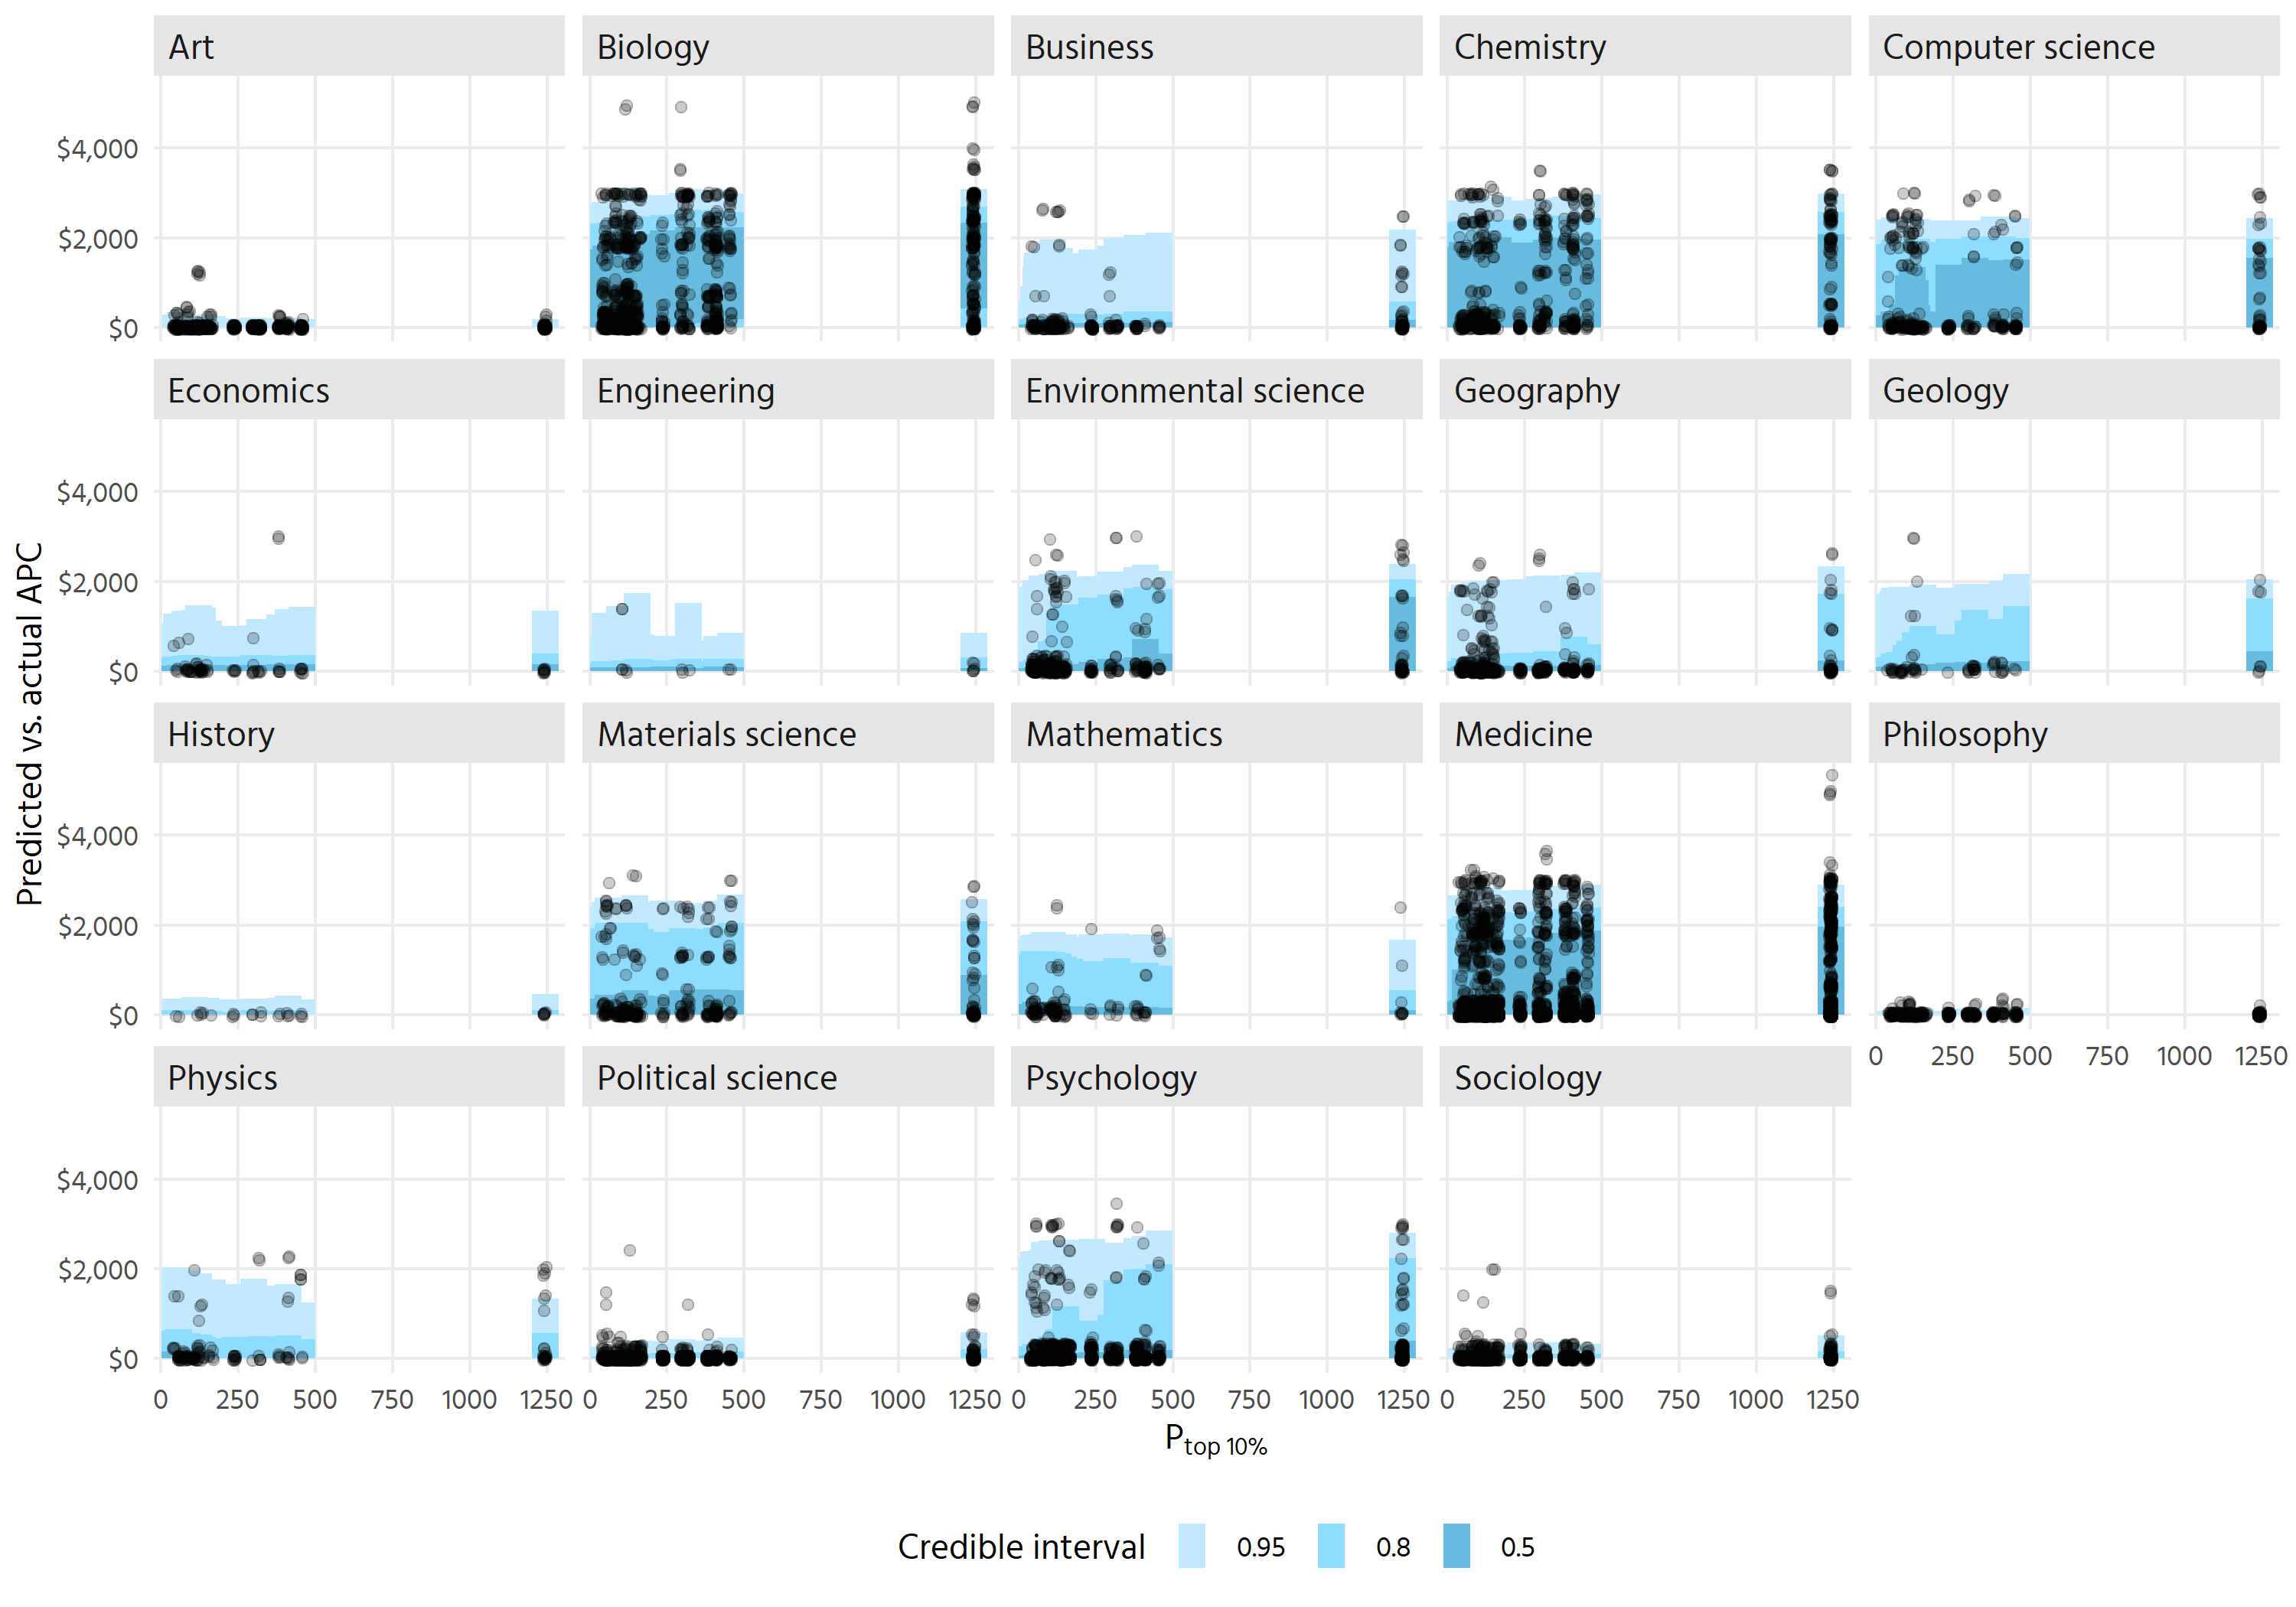 Art
Biology
Business
Chemistry
Computer science
$4,000
$2,000
$0
Economics
Engineering
Environmental science
Geography
Geology
$4,000
$2,000
$0
History
Materials science
Mathematics
Medicine
Philosophy
$4,000
$2,000
$0
0 250 500 750 1000 1250
Physics
Political science
Psychology
Sociology
$4,000
$2,000
$0
0 250 500 750 1000 1250
0 250 500 750 1000 1250
0 250 500 750 1000 1250
0 250 500 750 1000 1250
Predicted vs. actual APC
P top 10%
Credible interval 0.95 0.8 0.5